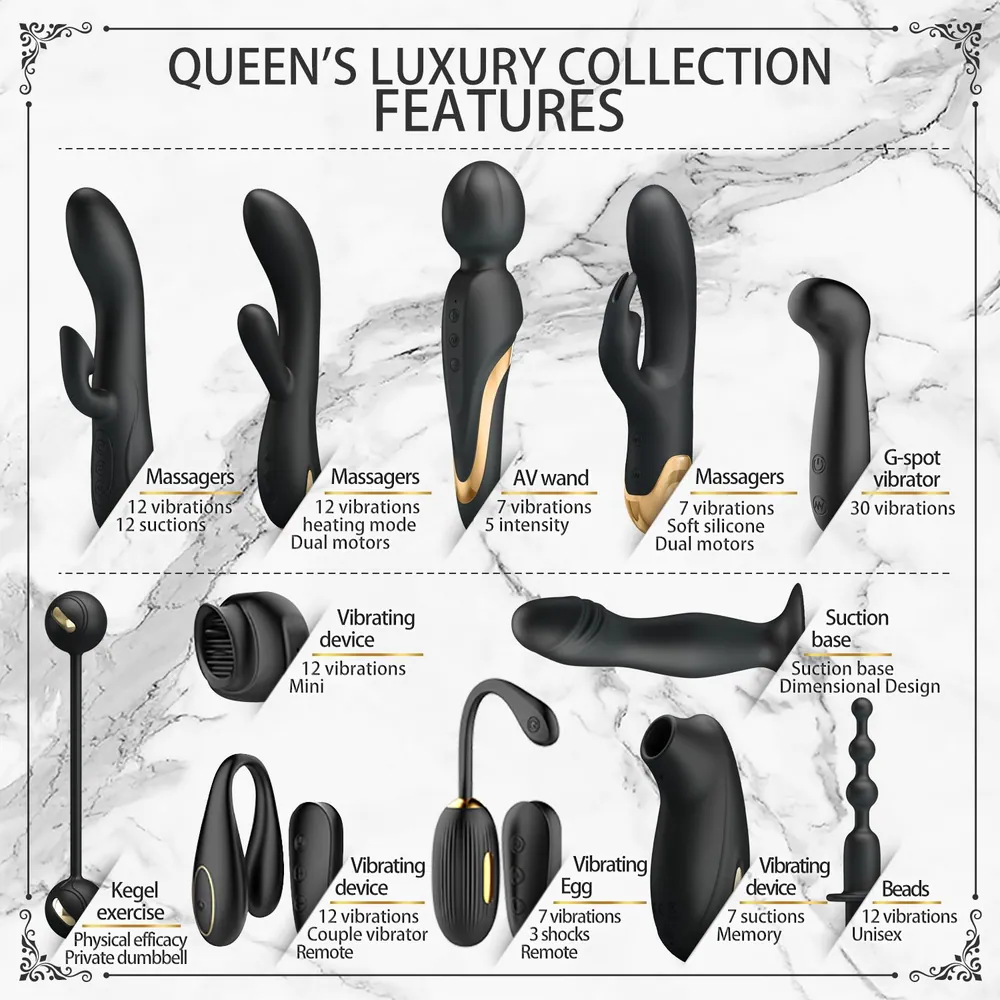 QUEEN'S LUXURY COLLECTION
FEATURES
Massagers
12 vibrations
12 suctions
Massagers
12 vibrations
heating mode
Dual motors
AV wand
7 vibrations
5 intensity
Massagers
7 vibrations
Soft silicone
Dual motors
G-spot
vibrator
30 vibrations
Vibrating
device
12 vibrations
Mini
Suction
base
Suction base
Dimensional Design
Kegel
exercise
Physical efficacy
Private dumbbell
Vibrating
device
12 vibrations
Couple vibrator
Remote
Vibrating
Egg
7 vibrations
3 shocks
Remote
Vibrating
device
7 suctions
Memory
Beads
12 vibrations
Unisex